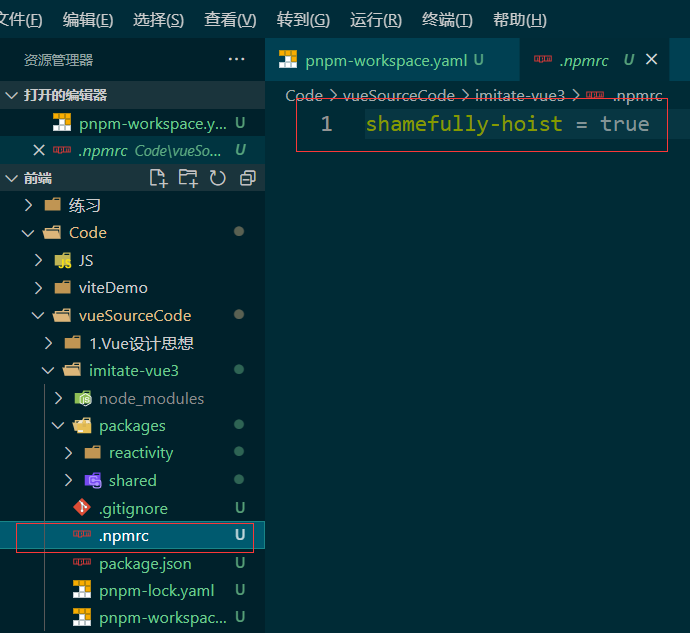 文件(F) 编辑(E) 选择(S) 查看(V) 转到(G) 运行(R) 终端(T) 帮助(H)
资源管理器 ···
打开的编辑器
pnpm-workspace.y... U
.npmrc Code\vueSo... U
前端
练习
Code
JS
viteDemo
vueSourceCode
1.Vue设计思想
imitate-vue3
node_modules
packages
reactivity
shared
.gitignore U
.npmrc U
package.json U
pnpm-lock.yaml U
pnpm-workspac... U
pnpm-workspace.yaml U
.npmrc U
Code > vueSourceCode > imitate-vue3 > .npmrc
1 shamefully-hoist = true